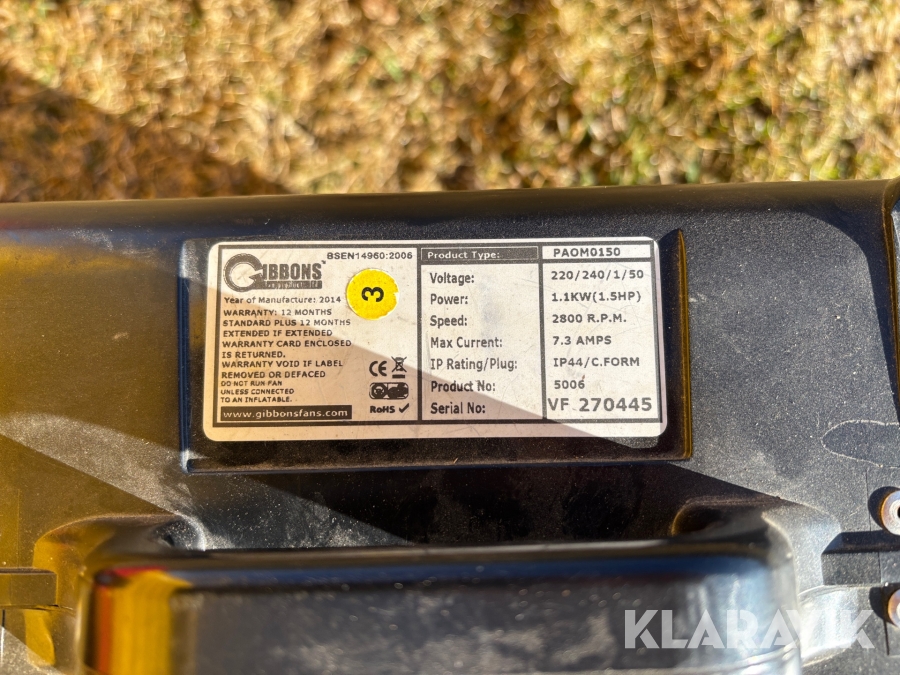 GIBBONS™
fan products ltd
BSEN14960:2006
Year of Manufacture: 2014
WARRANTY: 12 MONTHS
STANDARD PLUS 12 MONTHS
EXTENDED IF EXTENDED
WARRANTY CARD ENCLOSED
IS RETURNED.
WARRANTY VOID IF LABEL
REMOVED OR DEFACED
DO NOT RUN FAN
UNLESS CONNECTED
TO AN INFLATABLE.
www.gibbonsfans.com
3
CE
RoHS
Product Type: PAOM0150
Voltage: 220/240/1/50
Power: 1.1KW(1.5HP)
Speed: 2800 R.P.M.
Max Current: 7.3 AMPS
IP Rating/Plug: IP44/C.FORM
Product No: 5006
Serial No: VF 270445
KLARAVIK